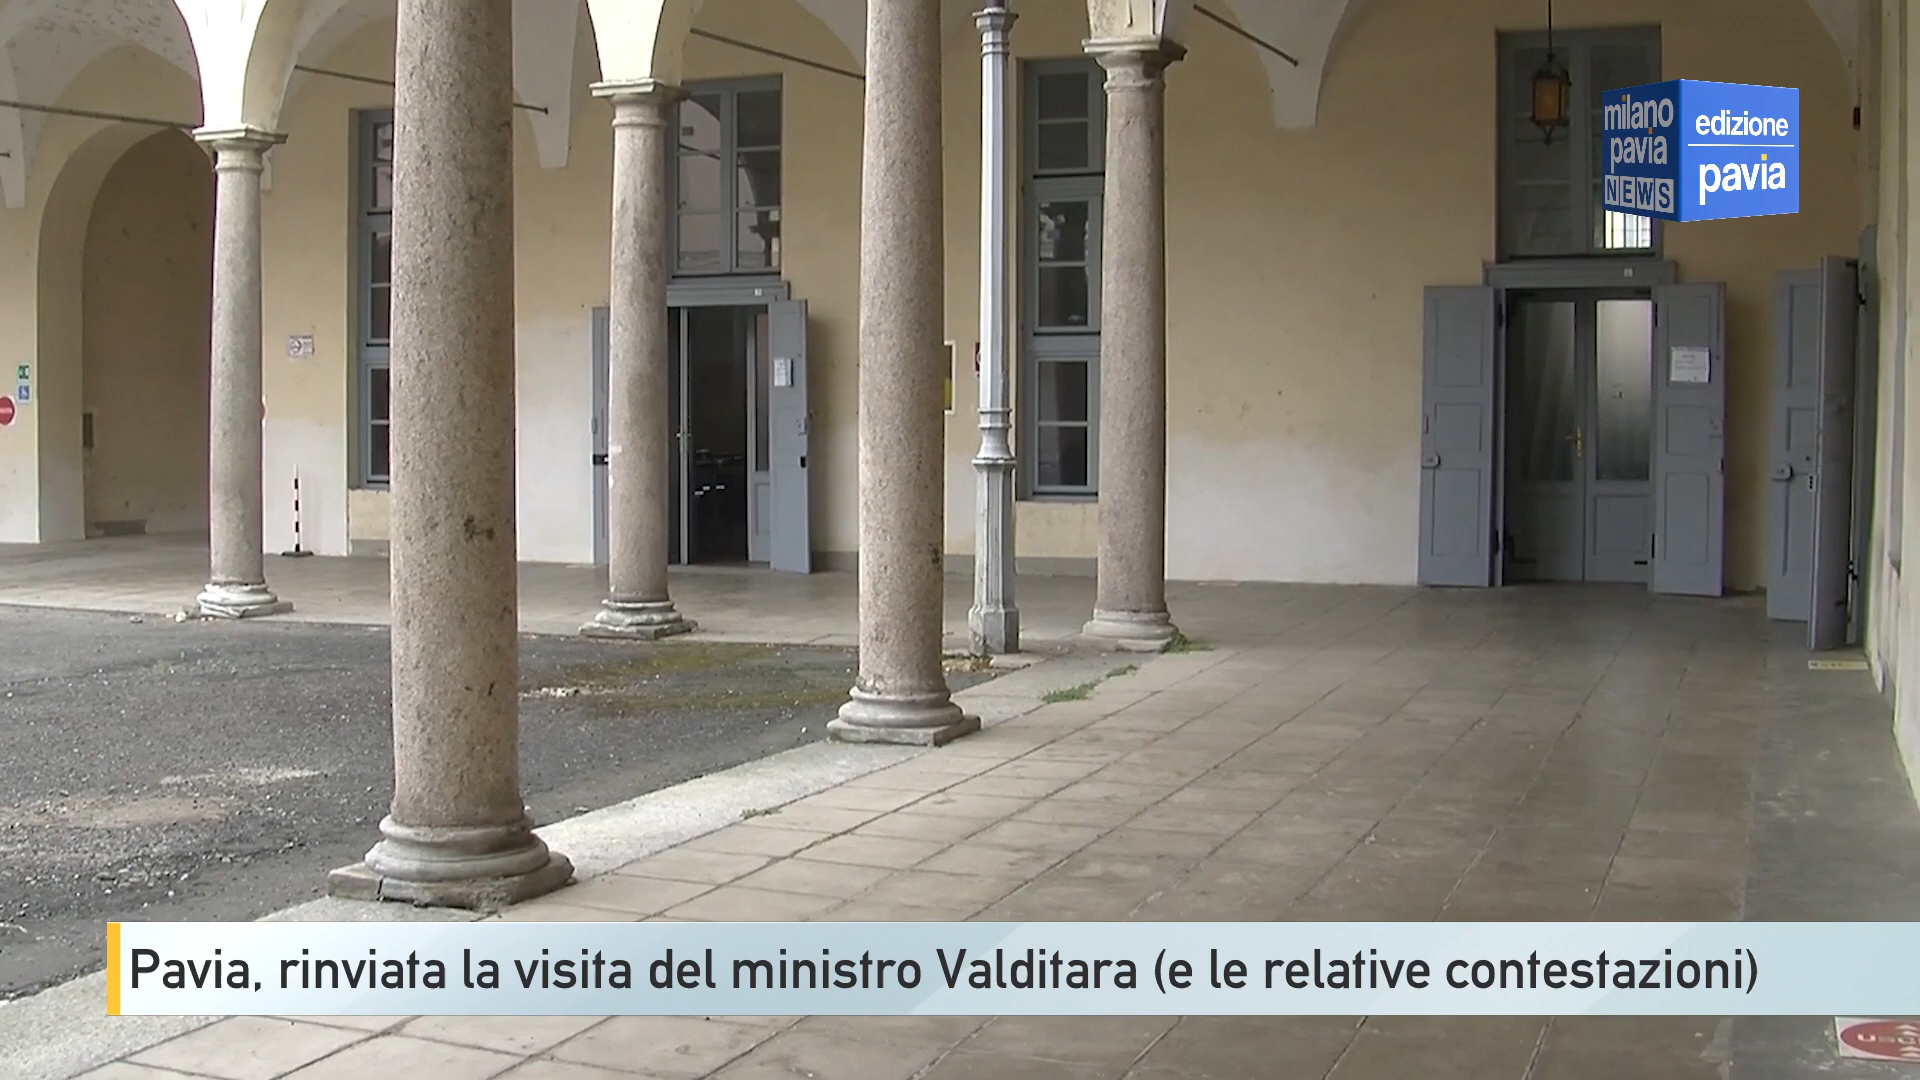 milano
pavia
NEWS
edizione
pavia
Pavia, rinviata la visita del ministro Valditara (e le relative contestazioni)